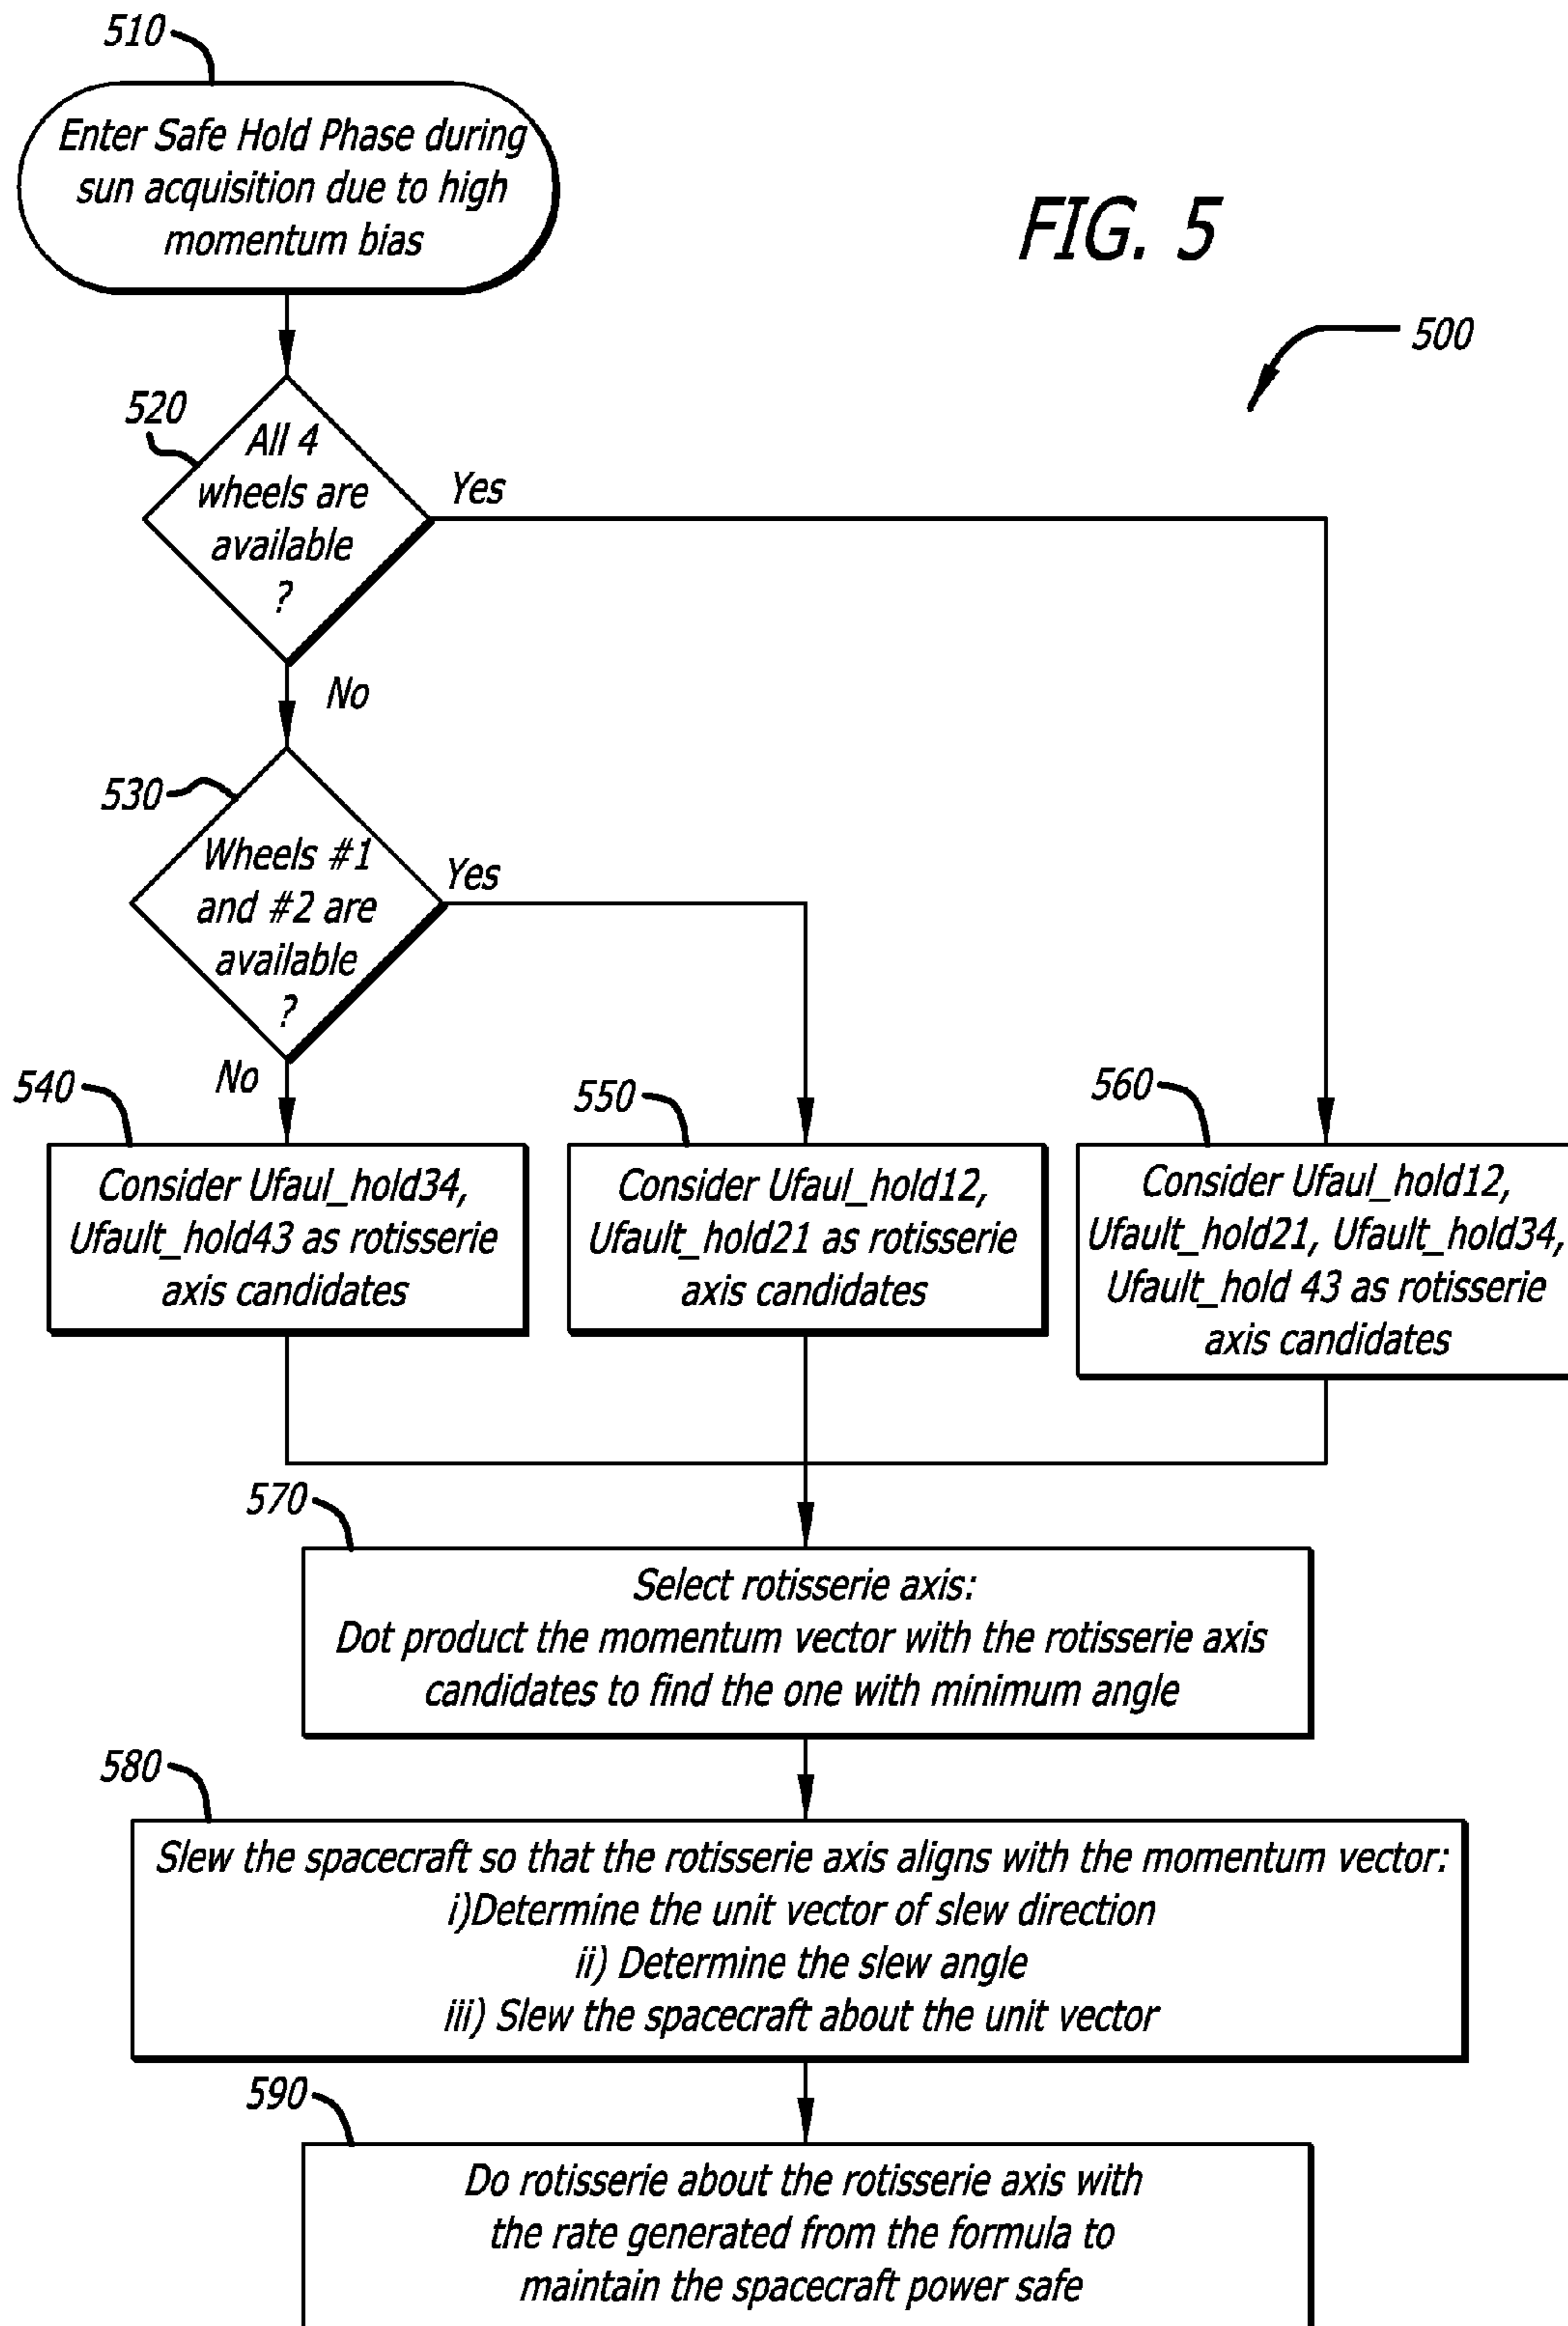 510
Enter Safe Hold Phase during
sun acquisition due to high
momentum bias
FIG. 5
500
520
All 4
wheels are
available
?
Yes
No
530
Wheels #1
and #2 are
available
?
Yes
No
540
Consider Ufaul_hold34,
Ufault_hold43 as rotisserie
axis candidates
550
Consider Ufaul_hold12,
Ufault_hold21 as rotisserie
axis candidates
560
Consider Ufaul_hold12,
Ufault_hold21, Ufault_hold34,
Ufault_hold 43 as rotisserie
axis candidates
570
Select rotisserie axis:
Dot product the momentum vector with the rotisserie axis
candidates to find the one with minimum angle
580
Slew the spacecraft so that the rotisserie axis aligns with the momentum vector:
i)Determine the unit vector of slew direction
ii) Determine the slew angle
iii) Slew the spacecraft about the unit vector
590
Do rotisserie about the rotisserie axis with
the rate generated from the formula to
maintain the spacecraft power safe